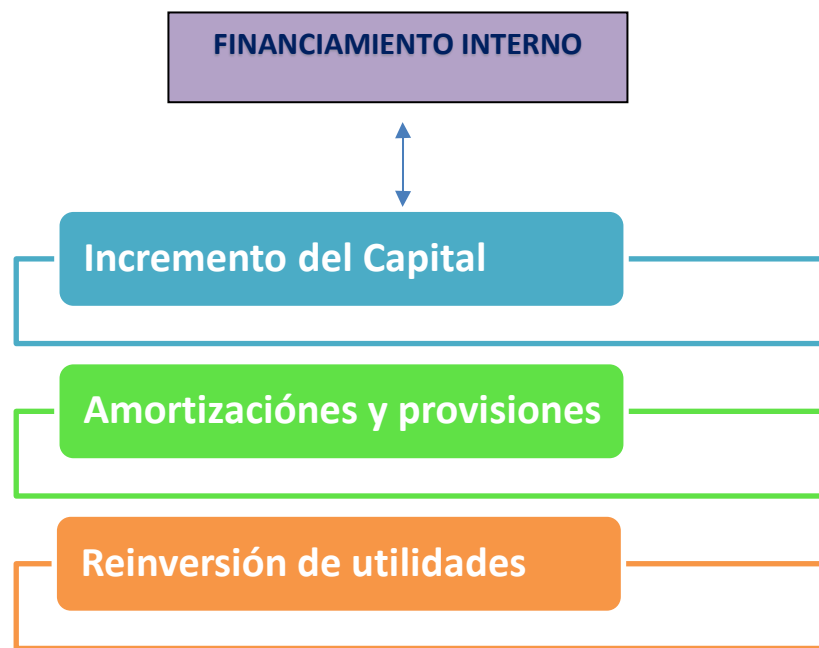 FINANCIAMIENTO INTERNO
Incremento del Capital
Amortizaciónes y provisiones
Reinversión de utilidades